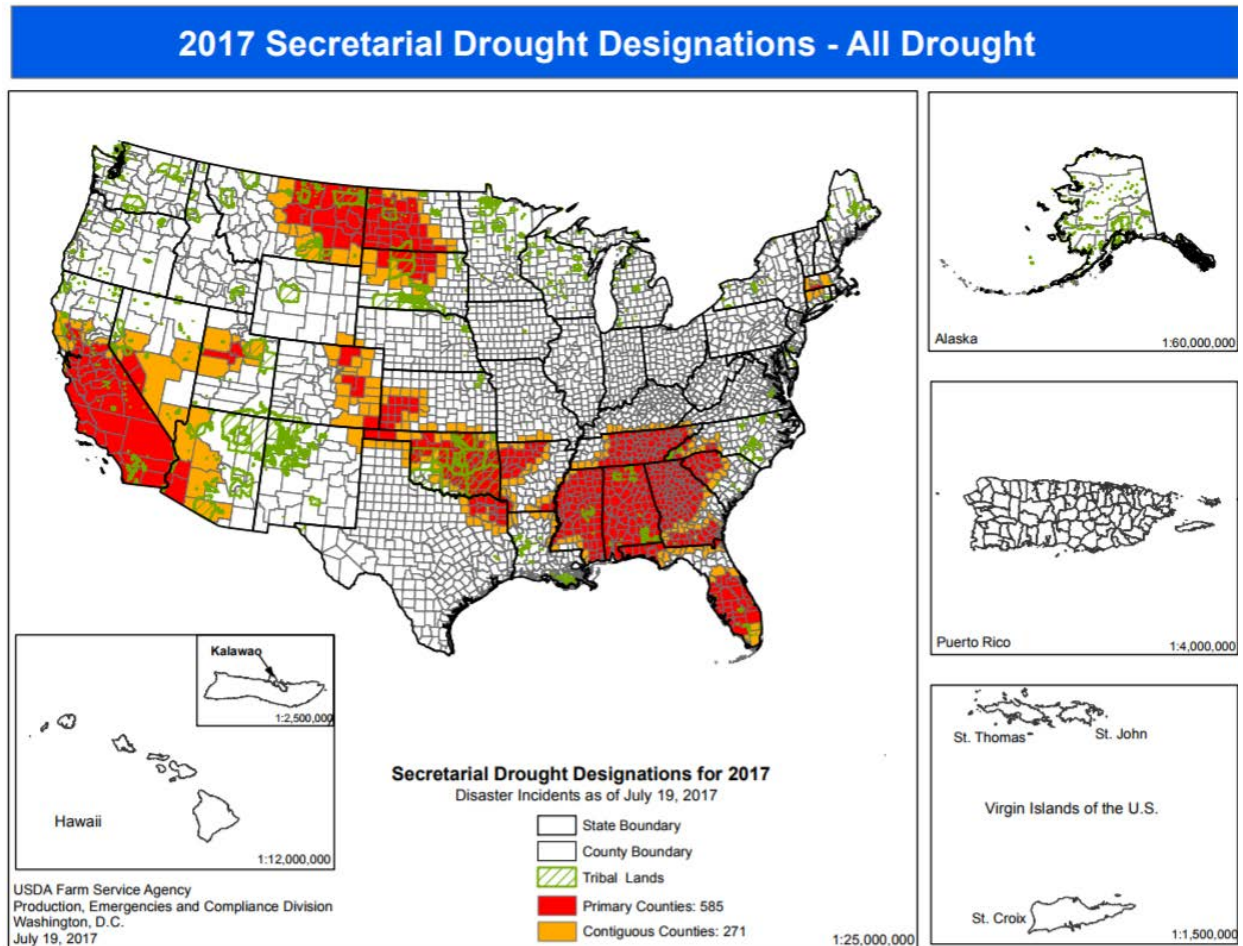 2017 Secretarial Drought Designations - All Drought
Alaska
1:60,000,000
Puerto Rico
1:4,000,000
Kalawao
1:2,500,000
Hawaii
1:12,000,000
St. Thomas
St. John
Virgin Islands of the U.S.
St. Croix
1:1,500,000
Secretarial Drought Designations for 2017
Disaster Incidents as of July 19, 2017
State Boundary
County Boundary
Tribal Lands
Primary Counties: 585
Contiguous Counties: 271
1:25,000,000
USDA Farm Service Agency
Production, Emergencies and Compliance Division
Washington, D.C.
July 19, 2017